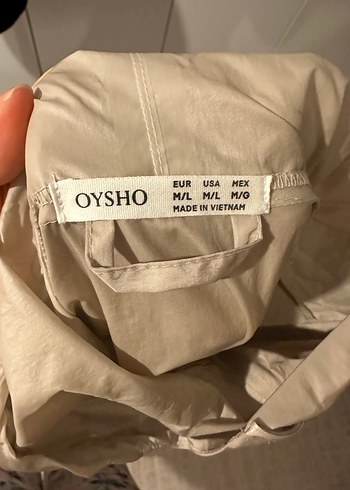 OYSHO
EUR USA MEX
M/L M/L M/G
MADE IN VIETNAM